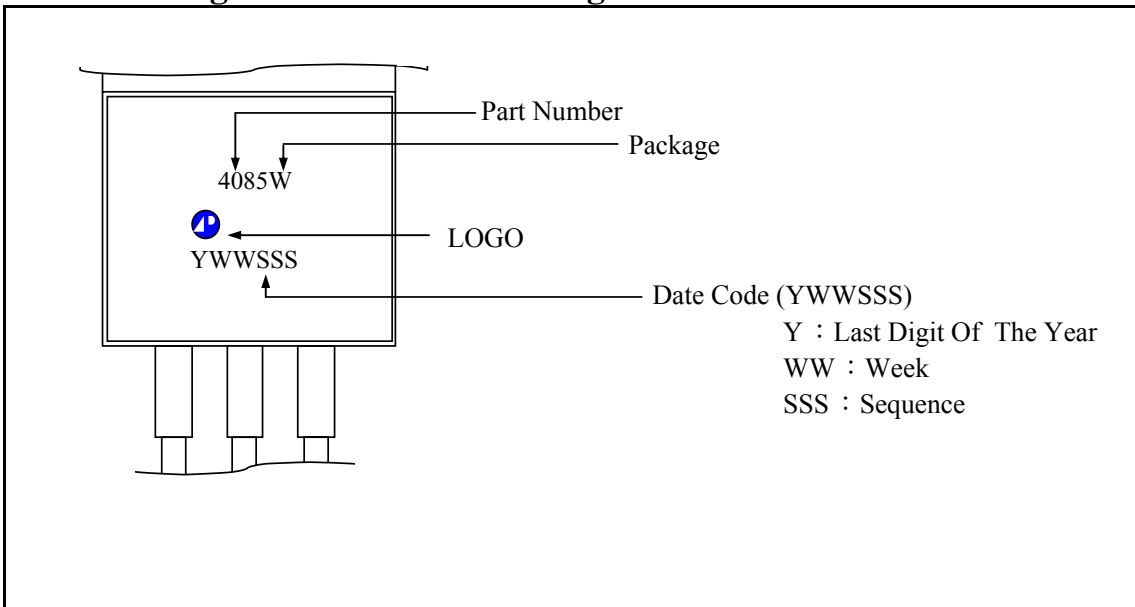 Part Number
Package
4085W
LOGO
YWWSSS
Date Code (YWWSSS)
Y：Last Digit Of The Year
WW：Week
SSS：Sequence